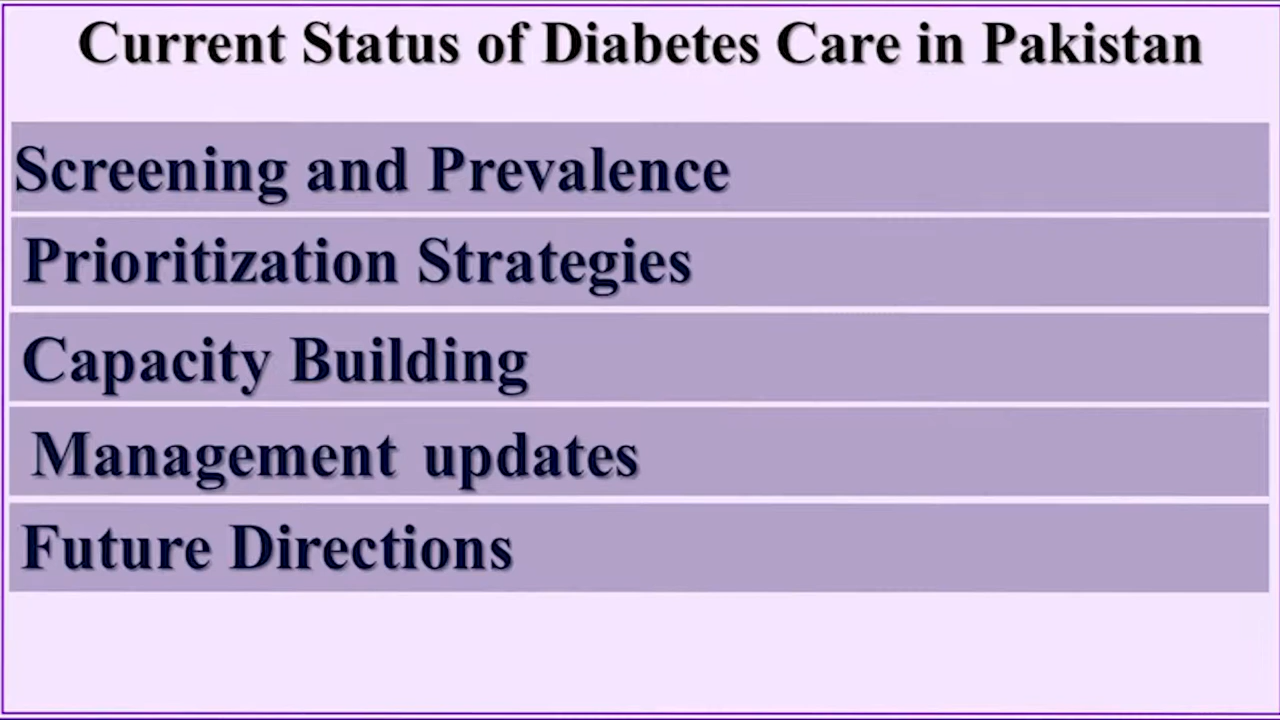 Current Status of Diabetes Care in Pakistan
Screening and Prevalence
Prioritization Strategies
Capacity Building
Management updates
Future Directions